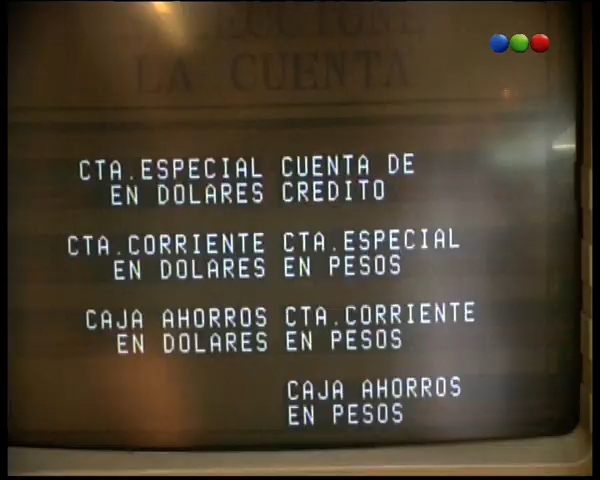 SELECCIONE
LA CUENTA
CTA.ESPECIAL CUENTA DE
EN DOLARES CREDITO
CTA.CORRIENTE CTA.ESPECIAL
EN DOLARES EN PESOS
CAJA AHORROS CTA.CORRIENTE
EN DOLARES EN PESOS
CAJA AHORROS
EN PESOS